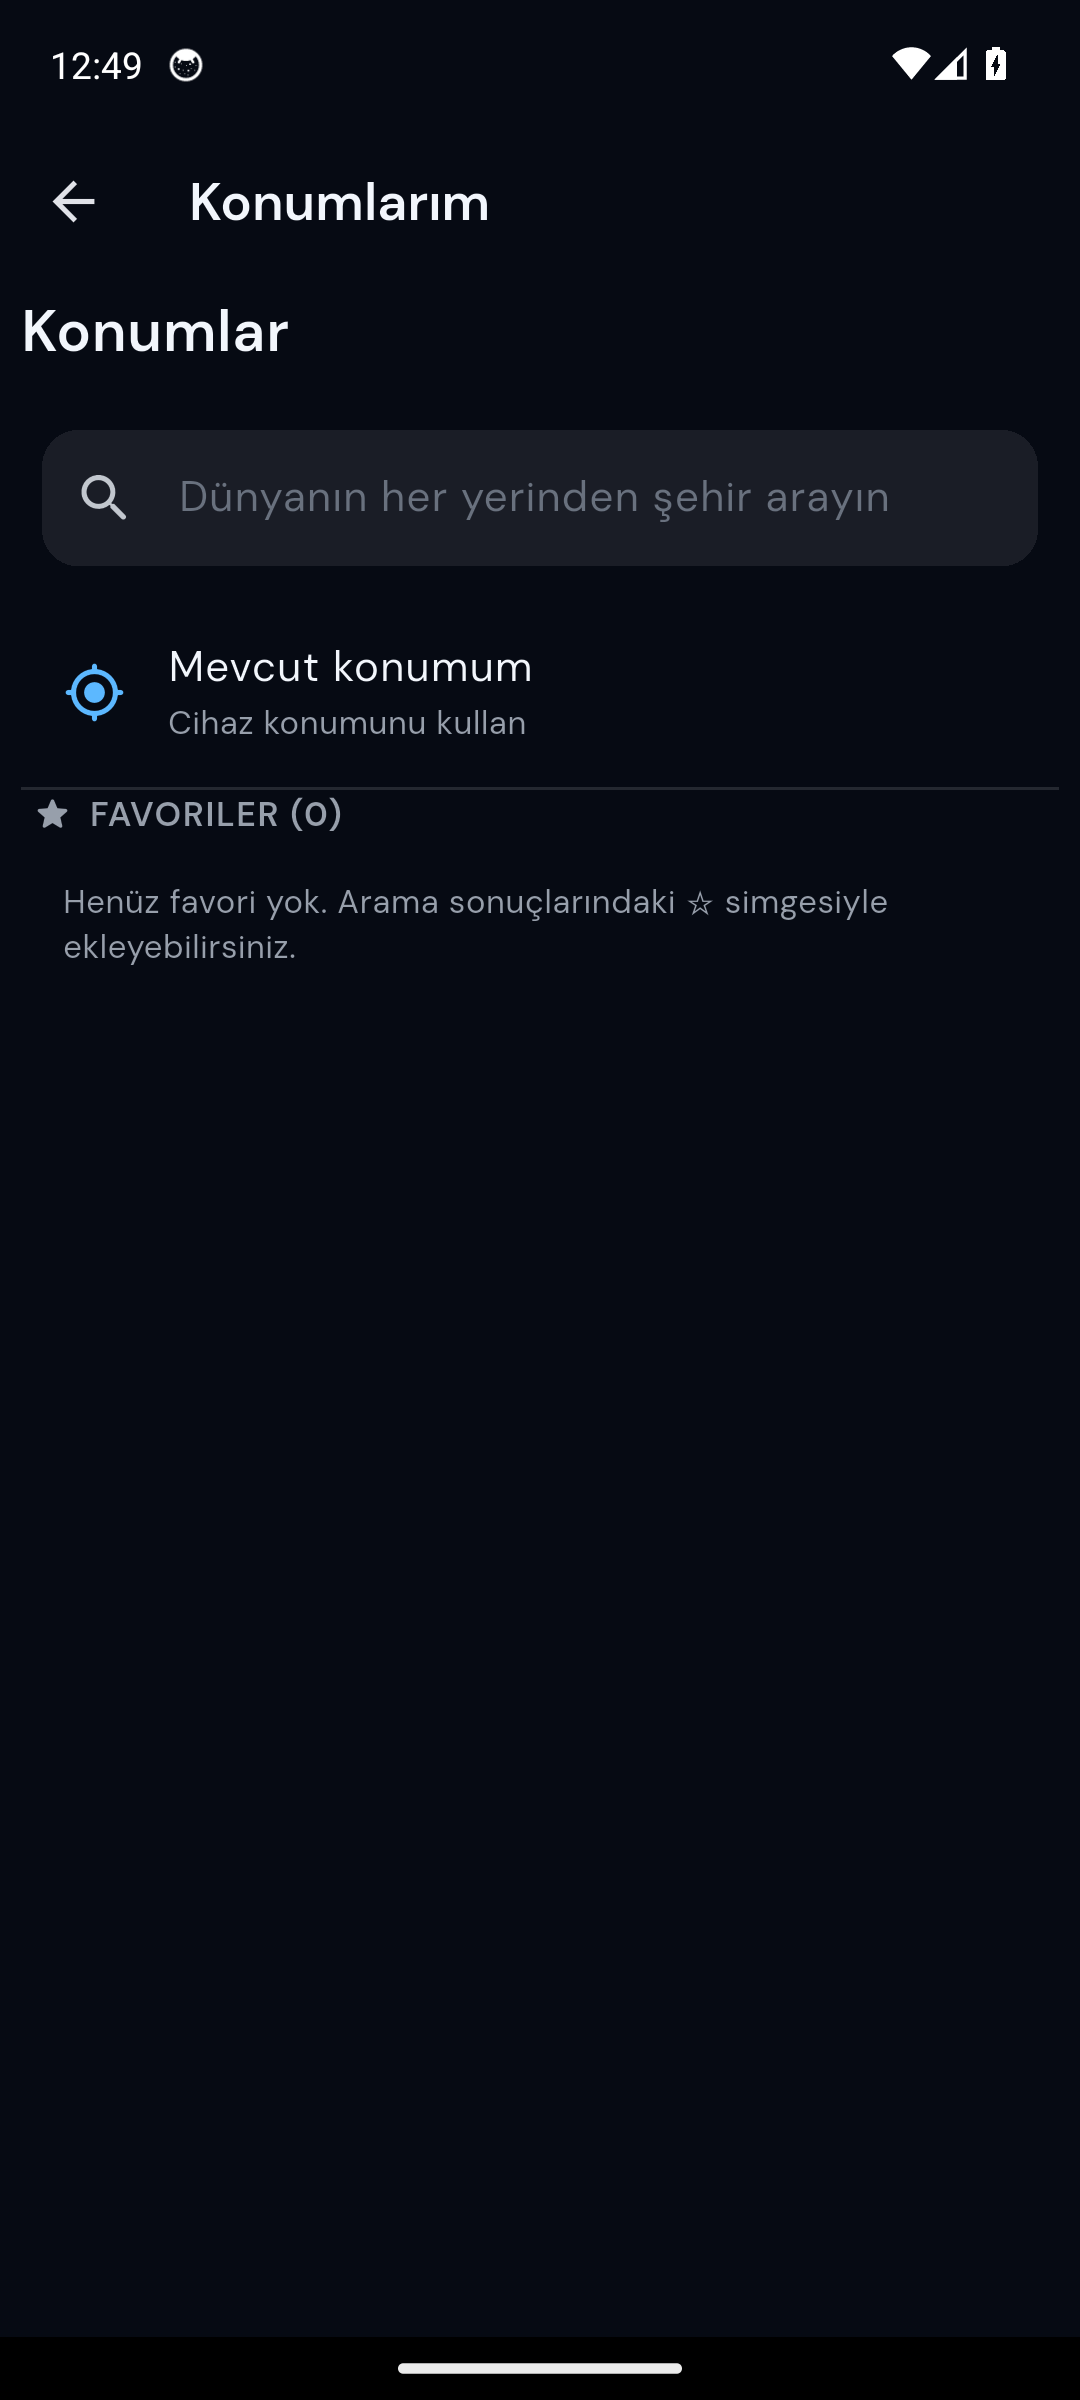 12:49
Konumlarım
Konumlar
Dünyanın her yerinden şehir arayın
Mevcut konumum
Cihaz konumunu kullan
FAVORILER (0)
Henüz favori yok. Arama sonuçlarındaki ☆ simgesiyle
ekleyebilirsiniz.